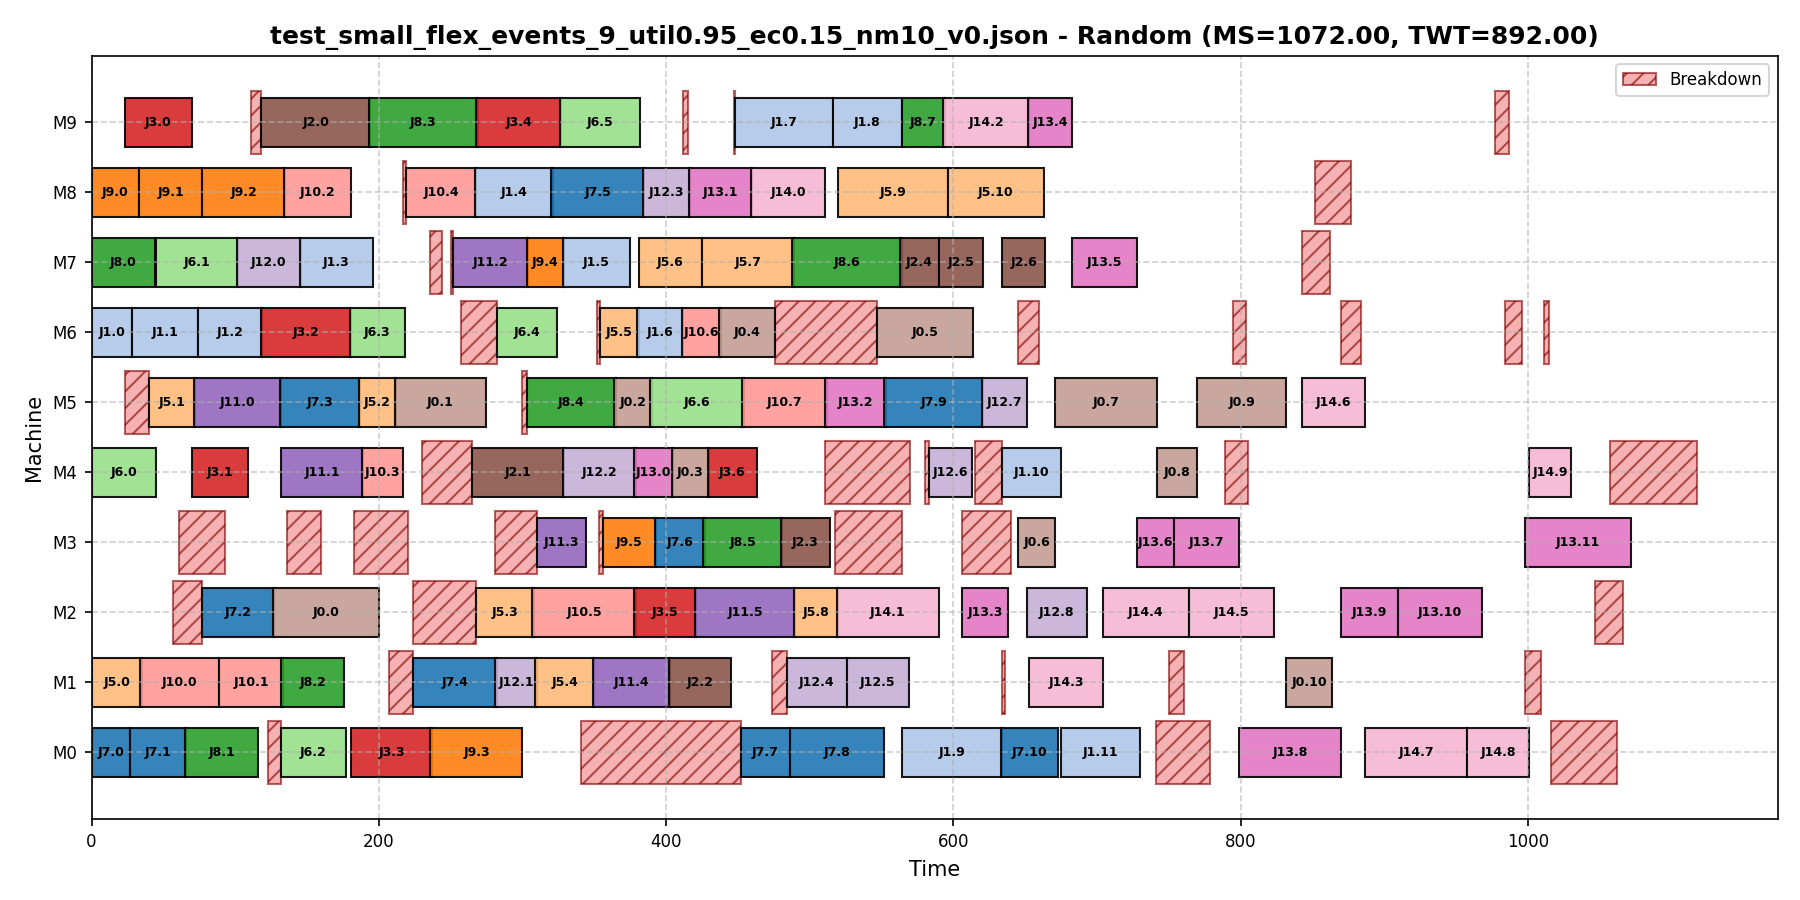 test_small_flex_events_9_util0.95_ec0.15_nm10_v0.json - Random (MS=1072.00, TWT=892.00)
Breakdown
M9 J3.0 J2.0 J8.3 J3.4 J6.5 J1.7 J1.8 J8.7 J14.2 J13.4
M8 J9.0 J9.1 J9.2 J10.2 J10.4 J1.4 J7.5 J12.3 J13.1 J14.0 J5.9 J5.10
M7 J8.0 J6.1 J12.0 J1.3 J11.2 J9.4 J1.5 J5.6 J5.7 J8.6 J2.4 J2.5 J2.6 J13.5
M6 J1.0 J1.1 J1.2 J3.2 J6.3 J6.4 J5.5 J1.6 J10.6 J0.4 J0.5
M5 J5.1 J11.0 J7.3 J5.2 J0.1 J8.4 J0.2 J6.6 J10.7 J13.2 J7.9 J12.7 J0.7 J0.9 J14.6
M4 J6.0 J3.1 J11.1 J10.3 J2.1 J12.2 J13.0 J0.3 J3.6 J12.6 J1.10 J0.8 J14.9
M3 J11.3 J9.5 J7.6 J8.5 J2.3 J0.6 J13.6 J13.7 J13.11
M2 J7.2 J0.0 J5.3 J10.5 J3.5 J11.5 J5.8 J14.1 J13.3 J12.8 J14.4 J14.5 J13.9 J13.10
M1 J5.0 J10.0 J10.1 J8.2 J7.4 J12.1 J5.4 J11.4 J2.2 J12.4 J12.5 J14.3 J0.10
M0 J7.0 J7.1 J8.1 J6.2 J3.3 J9.3 J7.7 J7.8 J1.9 J7.10 J1.11 J13.8 J14.7 J14.8
Machine
0 200 400 600 800 1000
Time